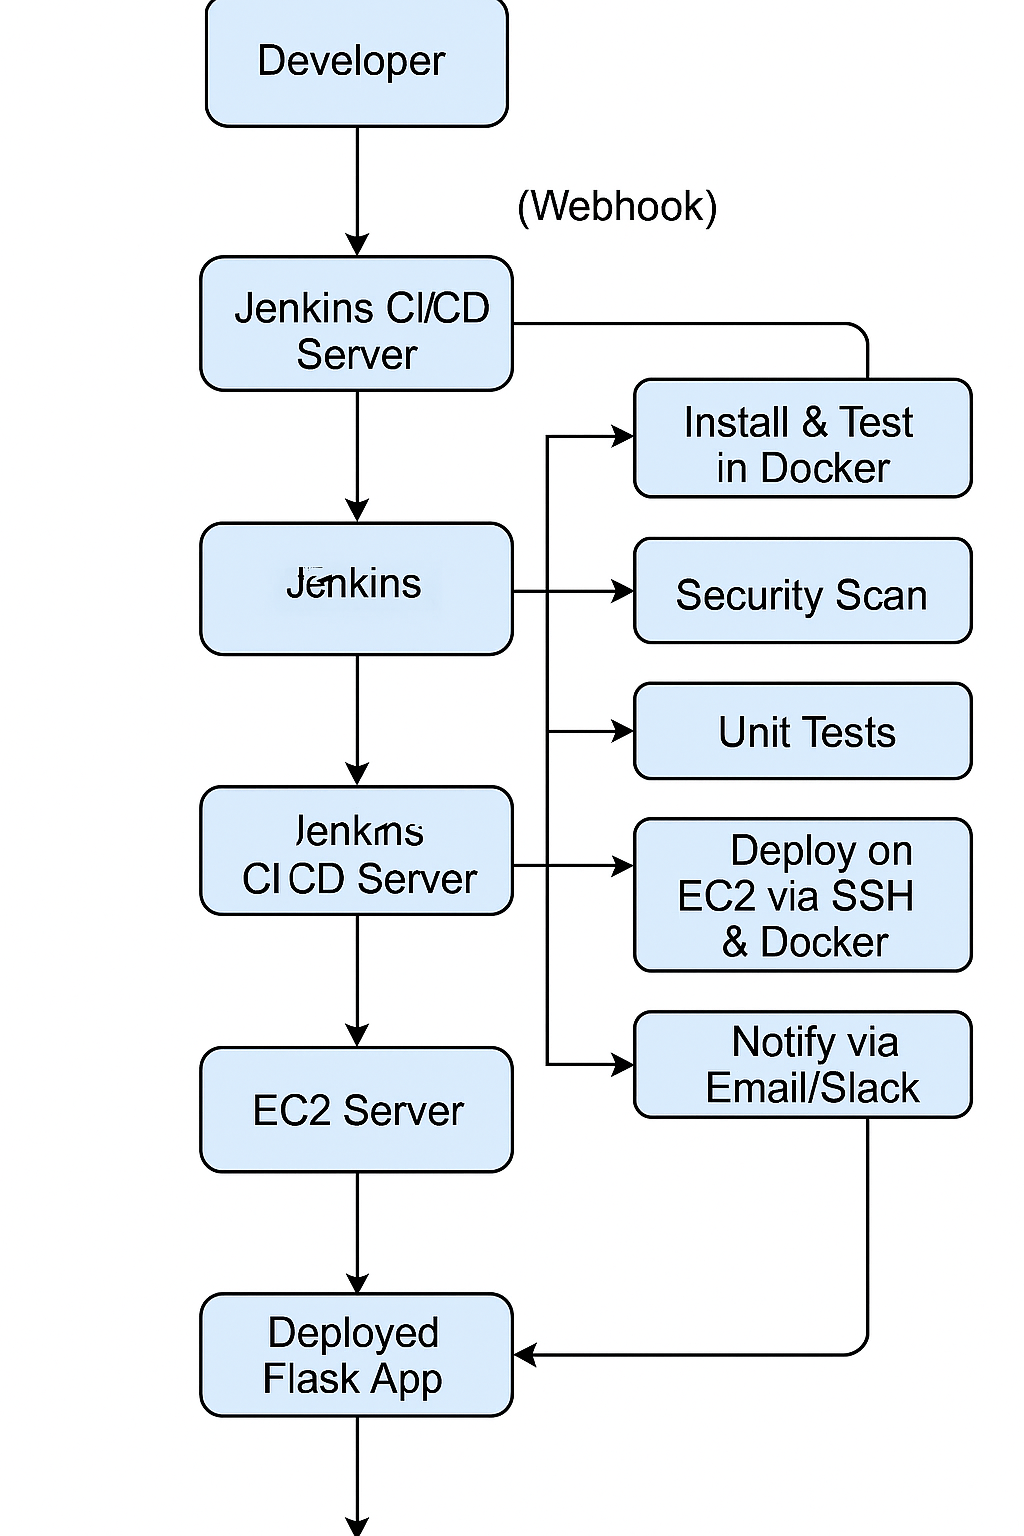 Developer
(Webhook)
Jenkins CI/CD
Server
Install & Test
in Docker
Jenkins
Security Scan
Unit Tests
Jenkins
CI CD Server
Deploy on
EC2 via SSH
& Docker
Notify via
Email/Slack
EC2 Server
Deployed
Flask App